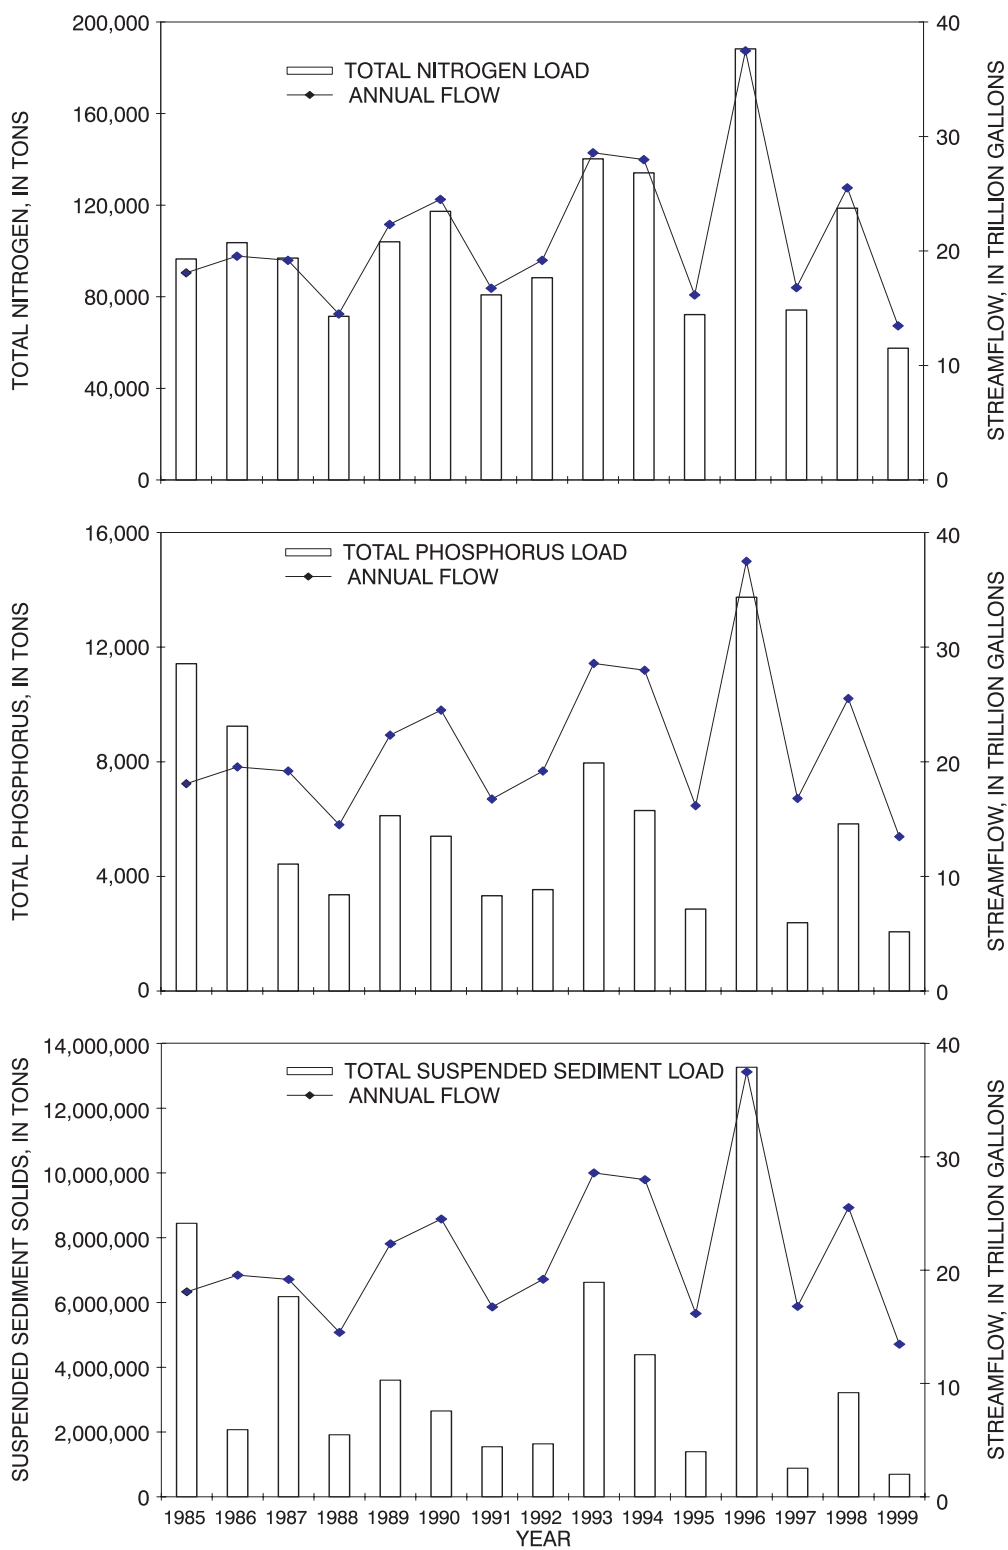 200,000
160,000
120,000
80,000
40,000
0
TOTAL NITROGEN, IN TONS
TOTAL NITROGEN LOAD
ANNUAL FLOW
40
30
20
10
0
STREAMFLOW, IN TRILLION GALLONS
16,000
12,000
8,000
4,000
0
TOTAL PHOSPHORUS, IN TONS
TOTAL PHOSPHORUS LOAD
ANNUAL FLOW
40
30
20
10
0
STREAMFLOW, IN TRILLION GALLONS
14,000,000
12,000,000
10,000,000
8,000,000
6,000,000
4,000,000
2,000,000
0
SUSPENDED SEDIMENT SOLIDS, IN TONS
TOTAL SUSPENDED SEDIMENT LOAD
ANNUAL FLOW
40
30
20
10
0
STREAMFLOW, IN TRILLION GALLONS
1985 1986 1987 1988 1989 1990 1991 1992 1993 1994 1995 1996 1997 1998 1999
YEAR